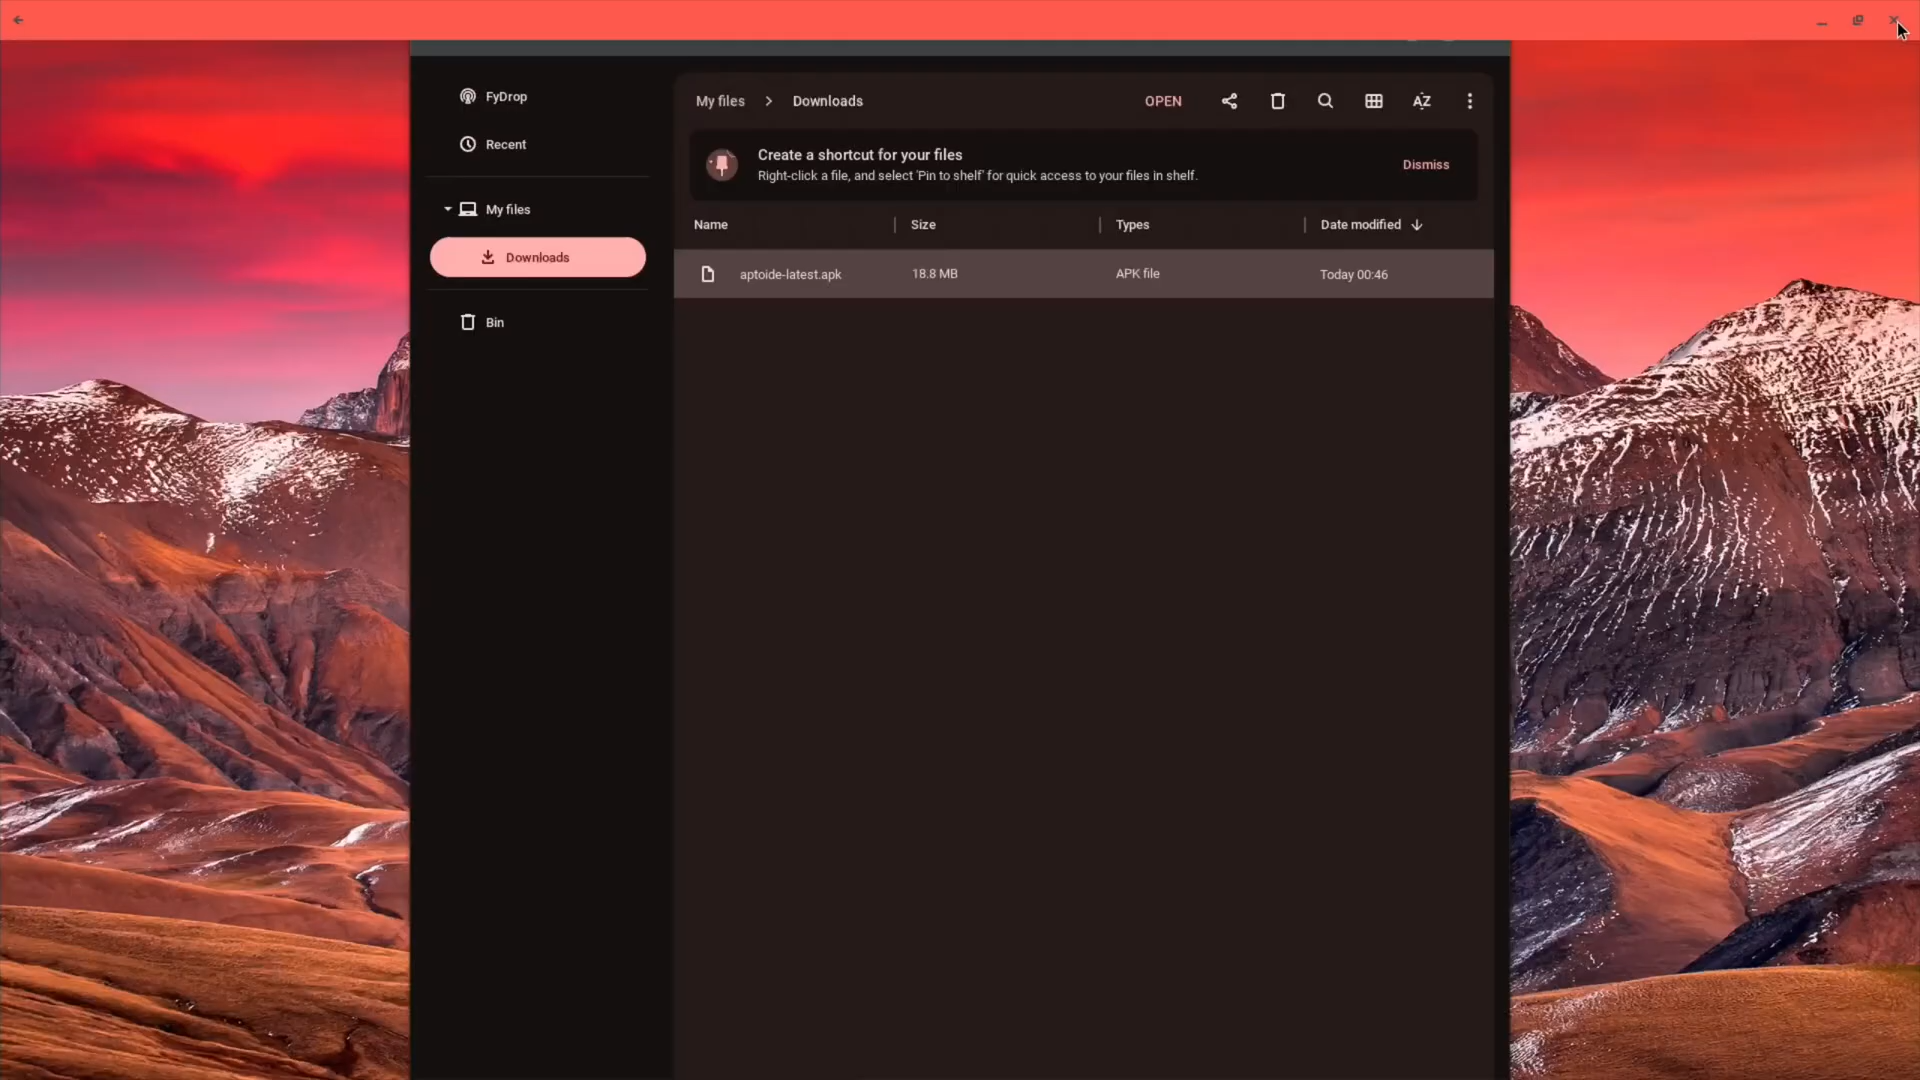 FyDrop
Recent
My files
Downloads
Bin
My files > Downloads
OPEN
AZ
Create a shortcut for your files
Right-click a file, and select 'Pin to shelf' for quick access to your files in shelf.
Dismiss
Name Size Types Date modified
aptoide-latest.apk 18.8 MB APK file Today 00:46